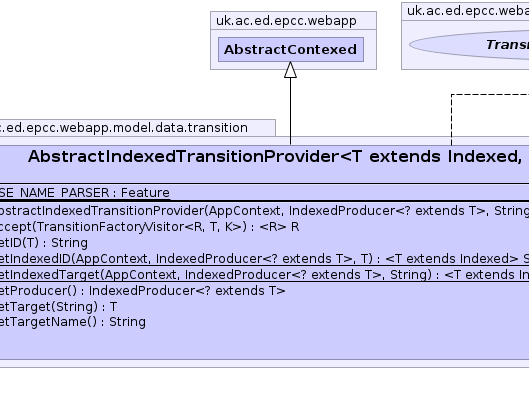 uk.ac.ed.epcc.webapp
AbstractContexed
uk.ac.ed.epcc.weba
Transi
c.ed.epcc.webapp.model.data.transition
AbstractIndexedTransitionProvider<T extends Indexed,
SE_NAME_PARSER : Feature
bstractIndexedTransitionProvider(AppContext, IndexedProducer<? extends T>, String
ccept(TransitionFactoryVisitor<R, T, K>) : <R> R
etID(T) : String
etIndexedID(AppContext, IndexedProducer<? extends T>, T) : <T extends Indexed> S
etIndexedTarget(AppContext, IndexedProducer<? extends T>, String) : <T extends In
etProducer() : IndexedProducer<? extends T>
etTarget(String) : T
etTargetName() : String